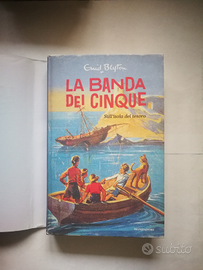 Enid Blyton
LA BANDA
DEI CINQUE
Sull'isola del tesoro
Subito